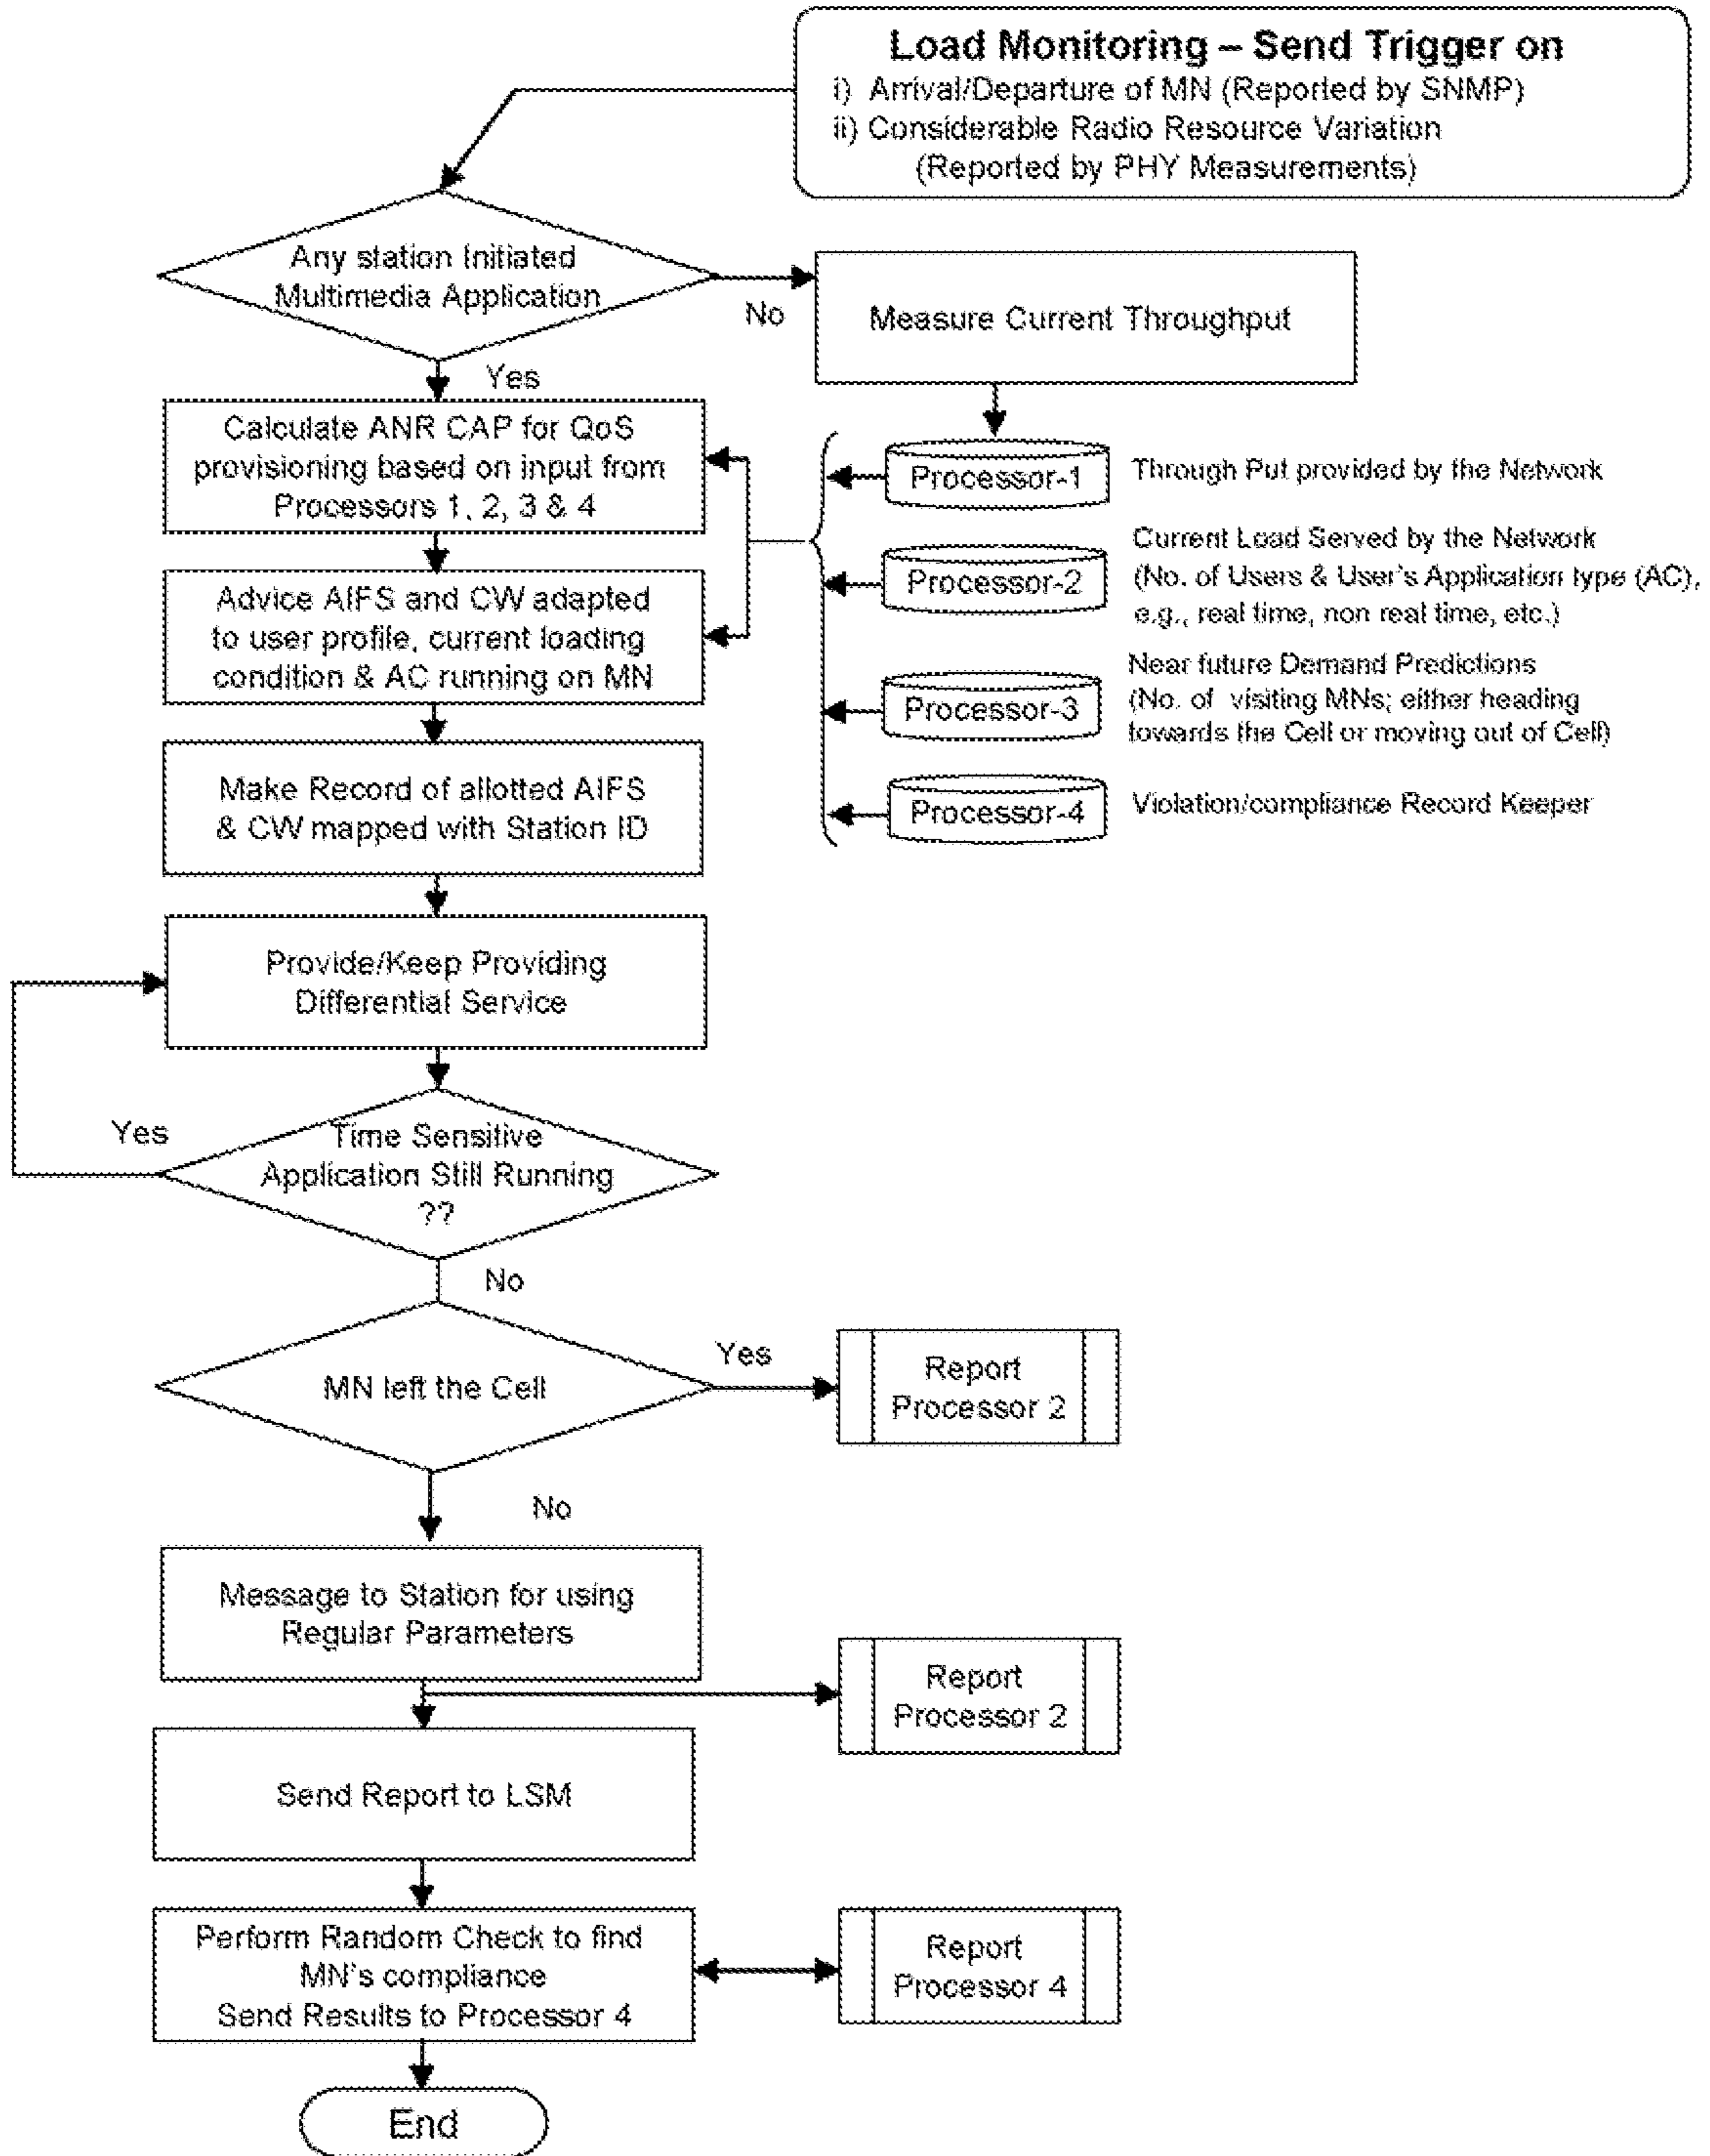 Load Monitoring – Send Trigger on
i) Arrival/Departure of MN (Reported by SNMP)
ii) Considerable Radio Resource Variation
(Reported by PHY Measurements)
Any station Initiated
Multimedia Application
No
Measure Current Throughput
Yes
Calculate ANR CAP for QoS
provisioning based on input from
Processors 1, 2, 3 & 4
Processor-1
Through Put provided by the Network
Processor-2
Current Load Served by the Network
(No. of Users & User's Application type (AC),
e.g., real time, non real time, etc.)
Advice AIFS and CW adapted
to user profile, current loading
condition & AC running on MN
Processor-3
Near future Demand Predictions
(No. of visiting MNs; either heading
towards the Cell or moving out of Cell)
Make Record of allotted AIFS
& CW mapped with Station ID
Processor-4
Violation/compliance Record Keeper
Provide/Keep Providing
Differential Service
Yes
Time Sensitive
Application Still Running
??
No
MN left the Cell
Yes
Report
Processor 2
No
Message to Station for using
Regular Parameters
Report
Processor 2
Send Report to LSM
Perform Random Check to find
MN's compliance
Send Results to Processor 4
Report
Processor 4
End